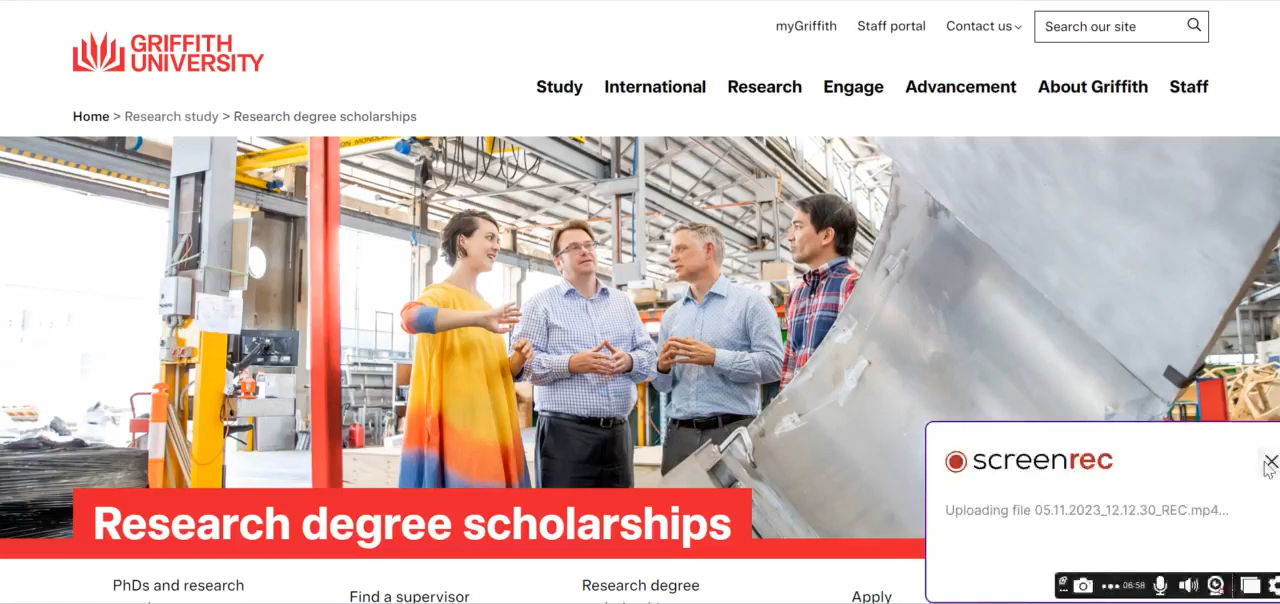 myGriffith Staff portal Contact us Search our site
GRIFFITH
UNIVERSITY
Study International Research Engage Advancement About Griffith Staff
Home > Research study > Research degree scholarships
screenrec
Uploading file 05.11.2023_12.12.30_REC.mp4...
Research degree scholarships
PhDs and research
Find a supervisor
Research degree
Apply
06:58